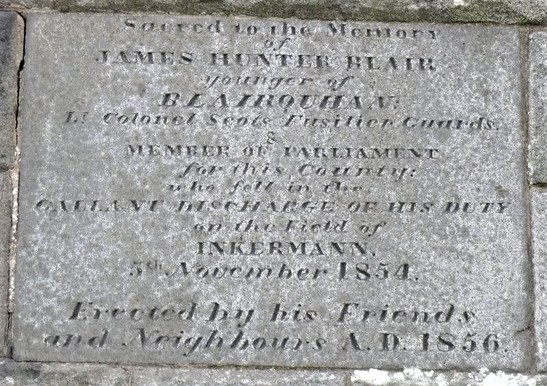 Sacred to the Memory
of
JAMES HUNTER BLAIR
younger of
BLAIRQUHAN;
Lt Colonel Scots Fusilier Guards,
&
MEMBER OF PARLIAMENT
for this County;
who fell in the
GALLANT DISCHARGE OF HIS DUTY
on the Field of
INKERMANN,
5th November 1854.
Erected by his Friends
and Neighbours A.D. 1856.